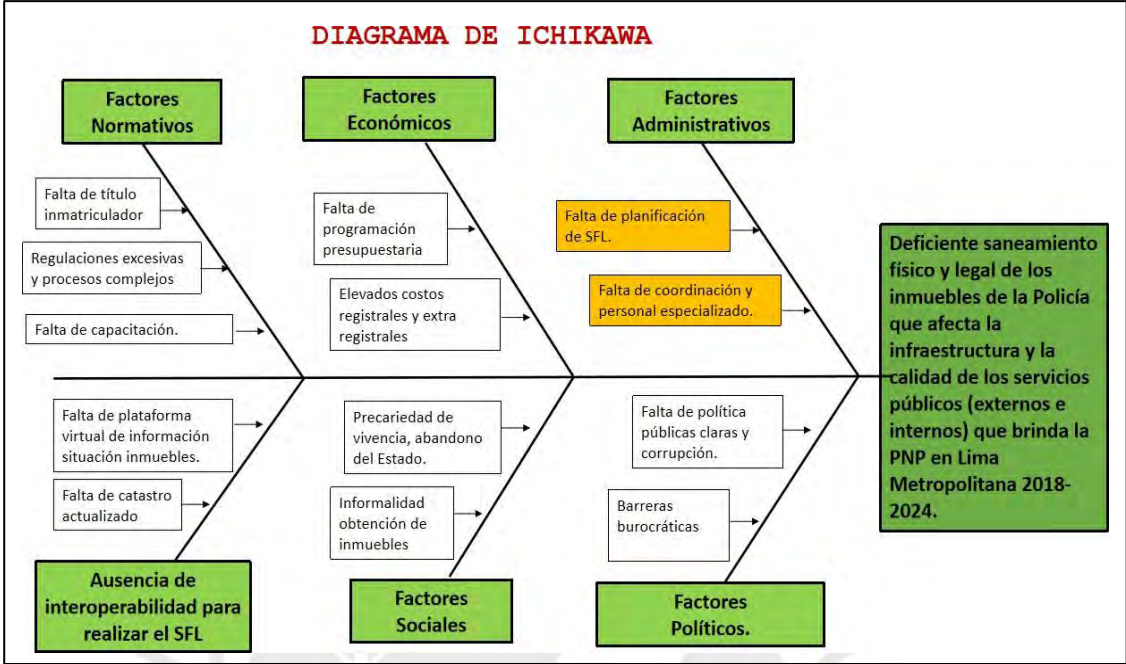 DIAGRAMA DE ICHIKAWA
Factores
Normativos
Factores
Económicos
Factores
Administrativos
Falta de título
inmatriculador
Regulaciones excesivas
y procesos complejos
Falta de capacitación.
Falta de
programación
presupuestaria
Elevados costos
registrales y extra
registrales
Falta de planificación
de SFL.
Falta de coordinación y
personal especializado.
Deficiente saneamiento
físico y legal de los
inmuebles de la Policía
que afecta la
infraestructura y la
calidad de los servicios
públicos (externos e
internos) que brinda la
PNP en Lima
Metropolitana 2018-
2024.
Falta de plataforma
virtual de información
situación inmuebles.
Falta de catastro
actualizado
Precariedad de
vivencia, abandono
del Estado.
Informalidad
obtención de
inmuebles
Falta de política
públicas claras y
corrupción.
Barreras
burocráticas
Ausencia de
interoperabilidad para
realizar el SFL
Factores
Sociales
Factores
Políticos.